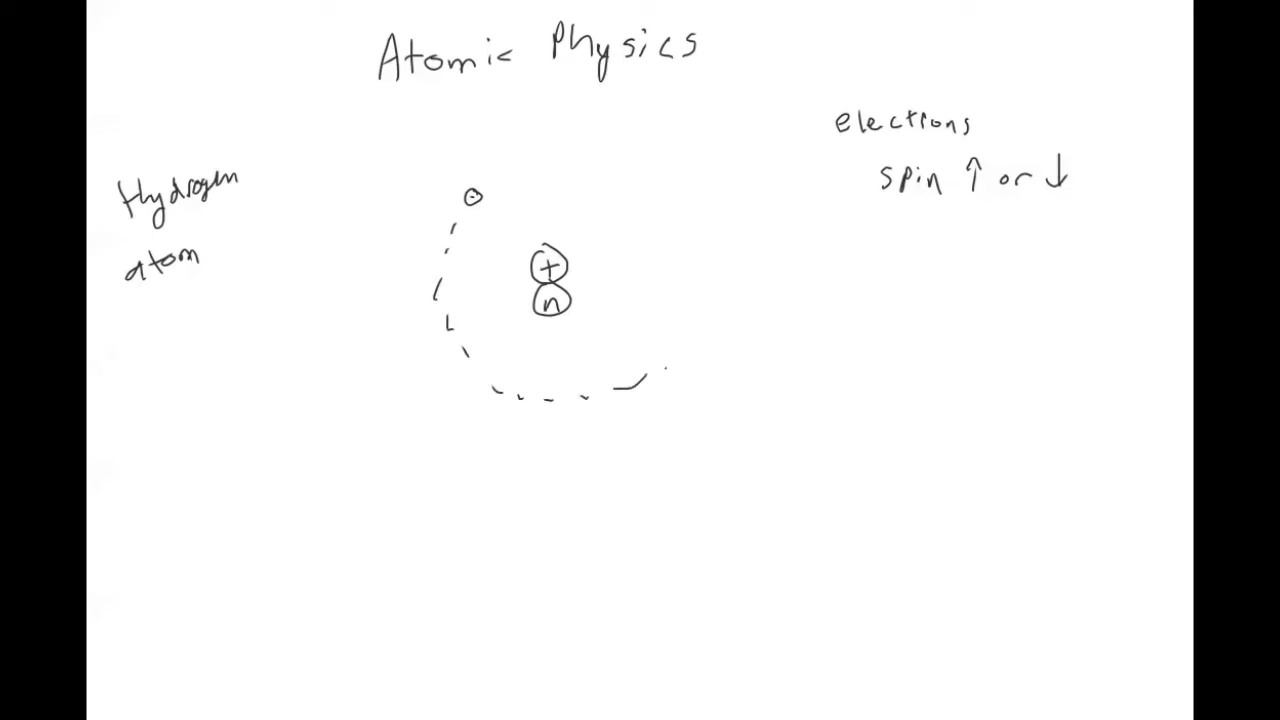 Atomic Physics
electrons
spin ↑ or ↓
Hydrogen
atom
-
+
n